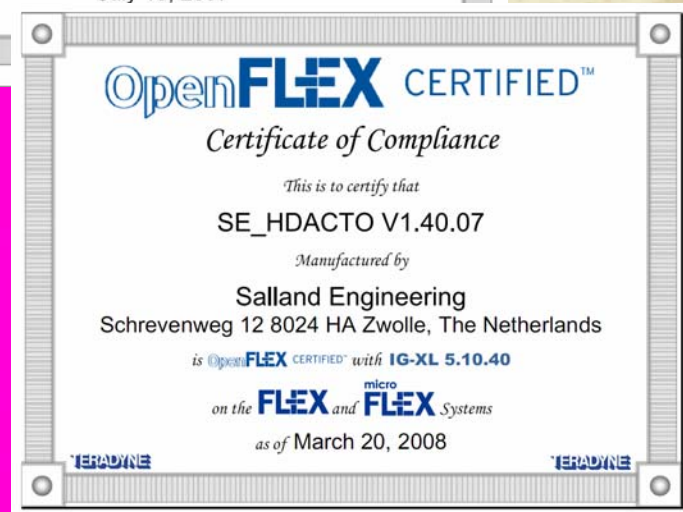 OpenFLEX CERTIFIED™
Certificate of Compliance
This is to certify that
SE_HDACTO V1.40.07
Manufactured by
Salland Engineering
Schrevenweg 12 8024 HA Zwolle, The Netherlands
is OpenFLEX CERTIFIED™ with IG-XL 5.10.40
on the FLEX and micro FLEX Systems
as of March 20, 2008
TERADYNE TERADYNE